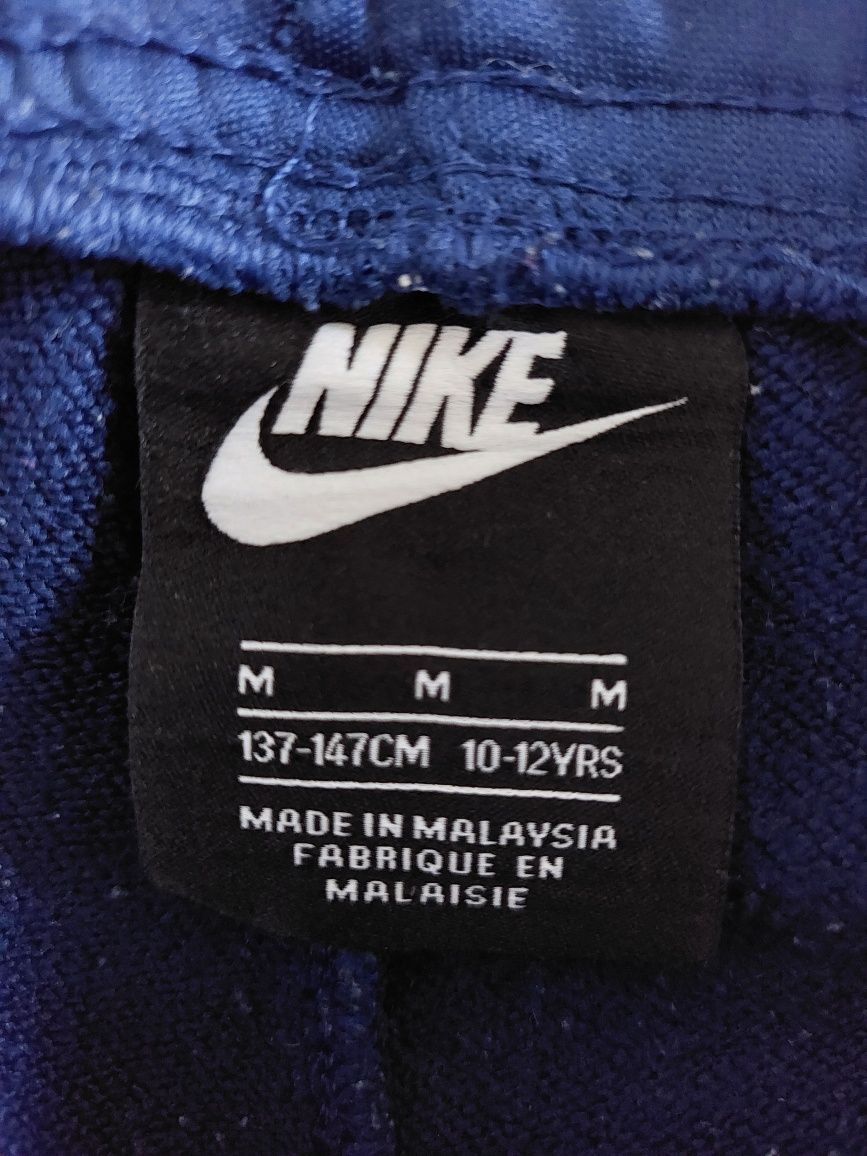 NIKE
M M M
137-147CM 10-12YRS
MADE IN MALAYSIA
FABRIQUE EN
MALAISIE